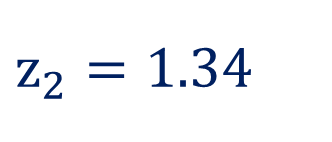 z₂ = 1.34